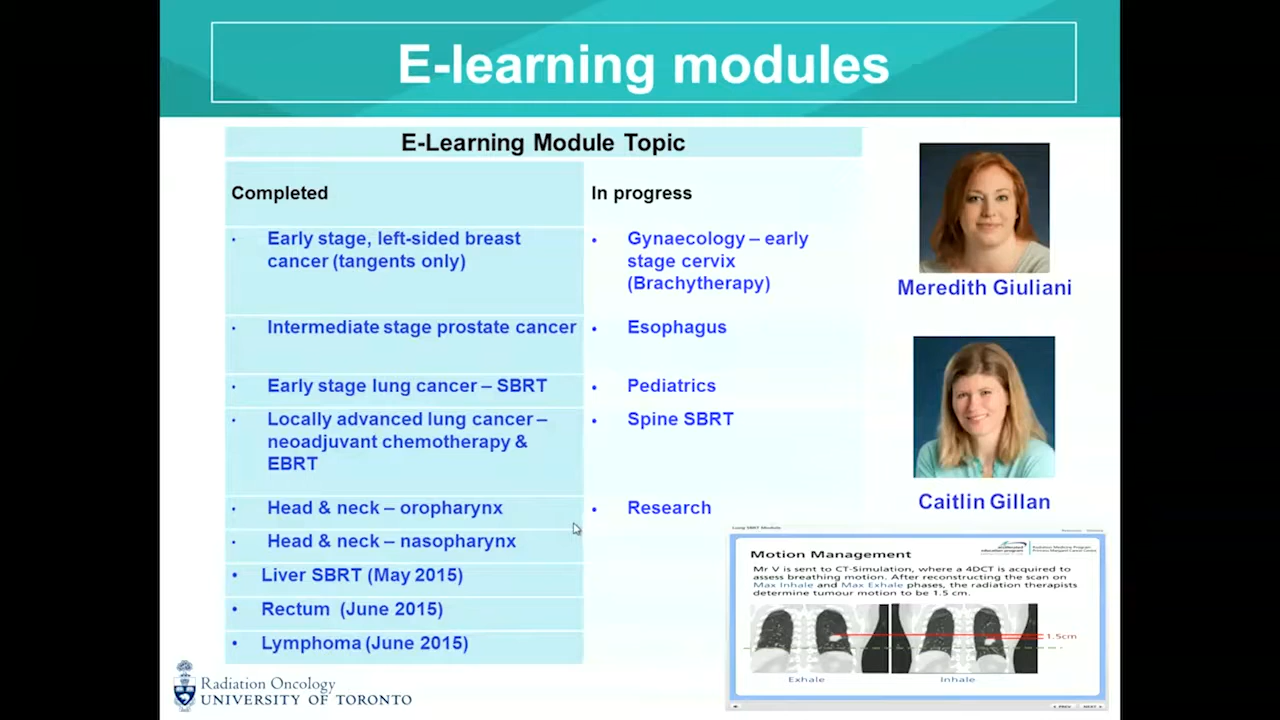 E-learning modules
E-Learning Module Topic
Completed
In progress
• Early stage, left-sided breast
cancer (tangents only)
• Gynaecology – early
stage cervix
(Brachytherapy)
• Intermediate stage prostate cancer
• Esophagus
• Early stage lung cancer – SBRT
• Pediatrics
• Locally advanced lung cancer –
neoadjuvant chemotherapy &
EBRT
• Spine SBRT
• Head & neck – oropharynx
• Research
• Head & neck – nasopharynx
• Liver SBRT (May 2015)
• Rectum (June 2015)
• Lymphoma (June 2015)
Meredith Giuliani
Caitlin Gillan
Lung SBRT Module
Motion Management
Mr V is sent to CT-Simulation, where a 4DCT is acquired to
assess breathing motion. After reconstructing the scan on
Max Inhale and Max Exhale phases, the radiation therapists
determine tumour motion to be 1.5 cm.
1.5cm
Exhale
Inhale
PREV
NEXT
Radiation Oncology
UNIVERSITY OF TORONTO